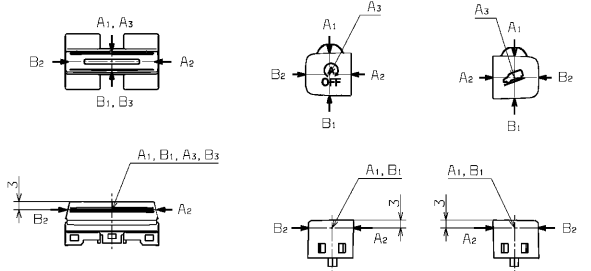 A1, A3
B2
A2
B1, B3
A3
A1
B2
OFF
A2
B1
A3
A1
A2
B2
B1
A1, B1, A3, B3
3
B2
A2
A1, B1
B2
A2
3
A1, B1
3
A2
B2